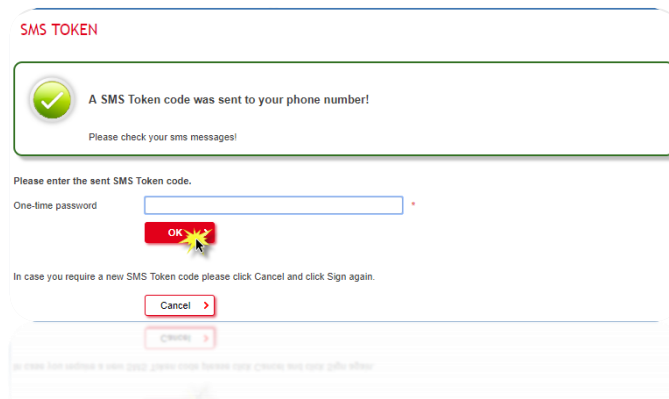 SMS TOKEN
A SMS Token code was sent to your phone number!
Please check your sms messages!
Please enter the sent SMS Token code.
One-time password *
OK
In case you require a new SMS Token code please click Cancel and click Sign again.
Cancel